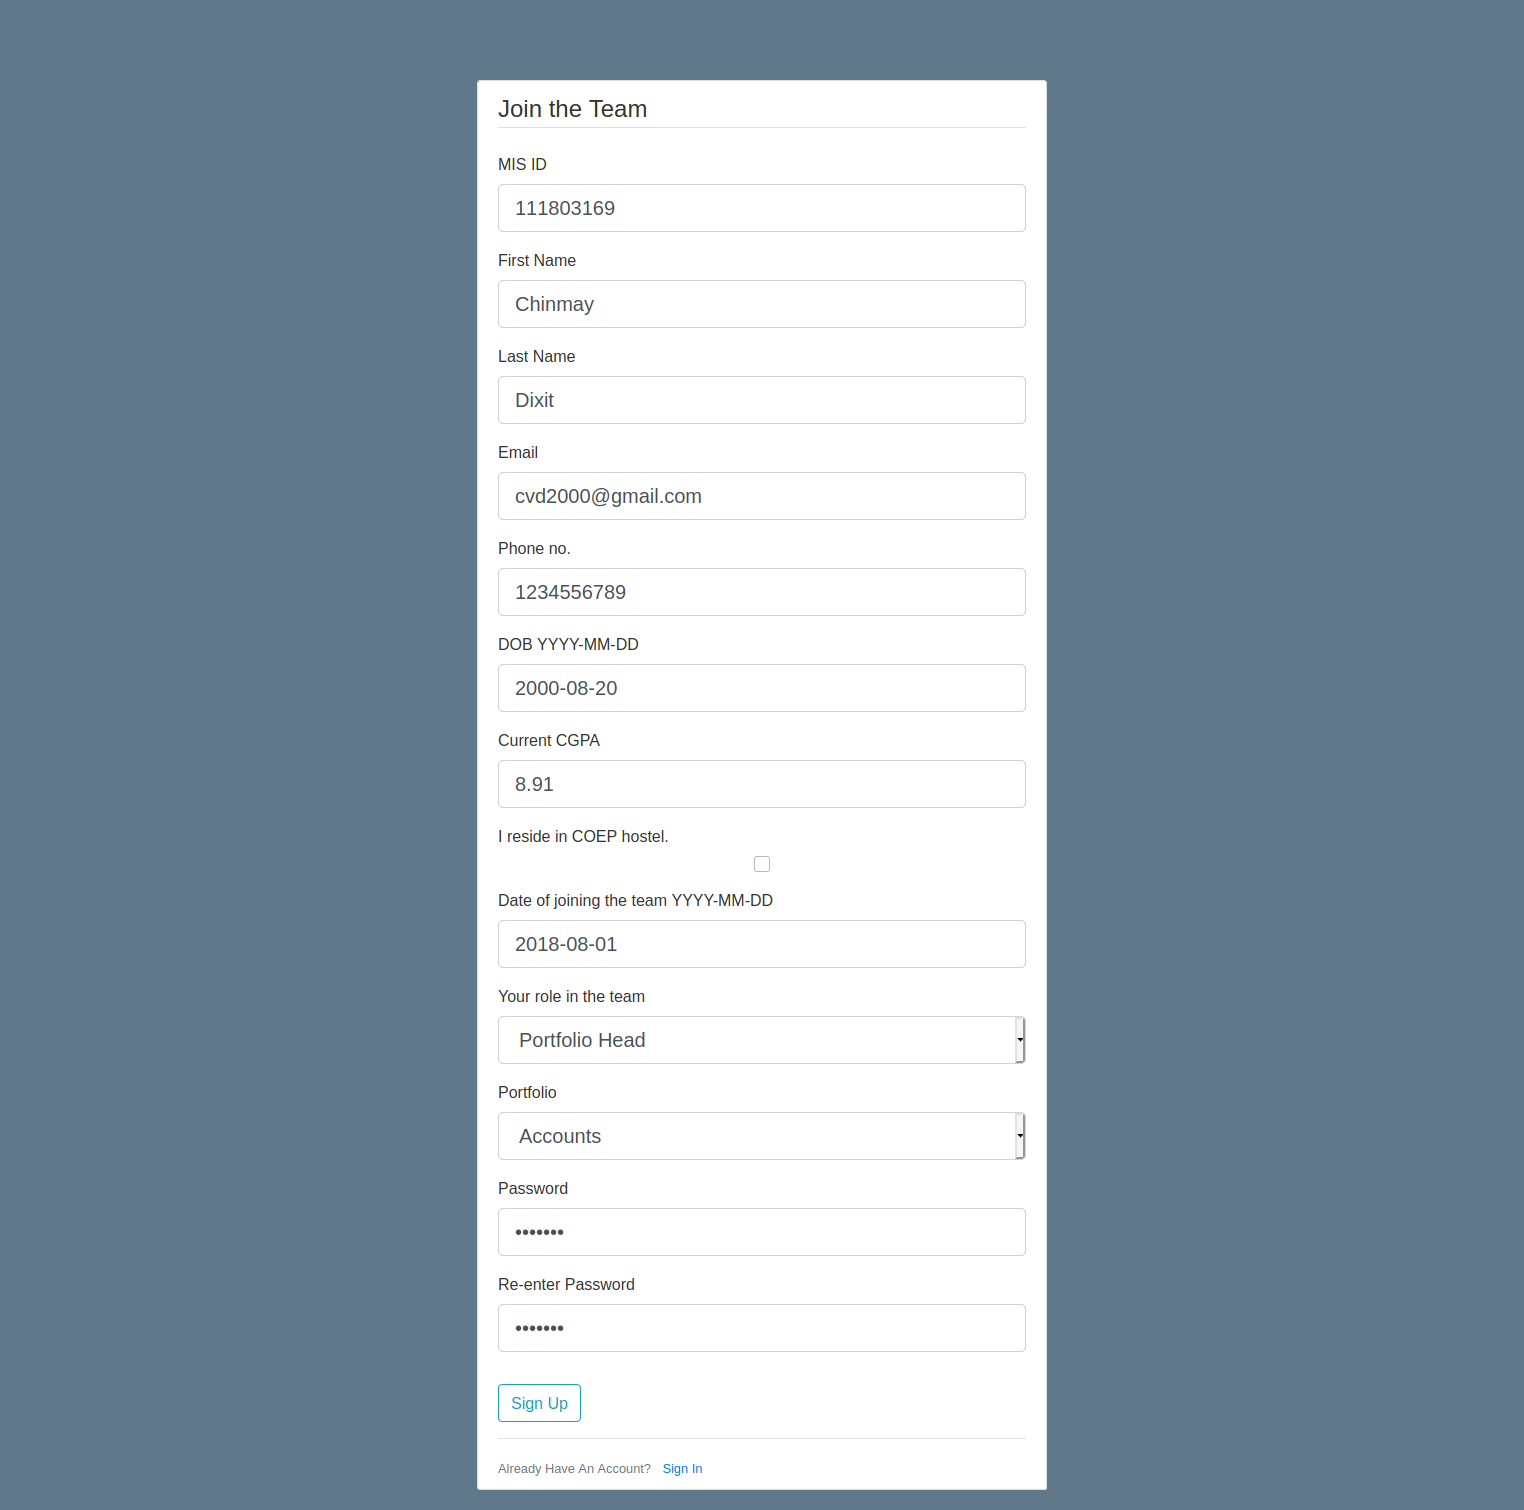 Join the Team
MIS ID
111803169
First Name
Chinmay
Last Name
Dixit
Email
cvd2000@gmail.com
Phone no.
1234556789
DOB YYYY-MM-DD
2000-08-20
Current CGPA
8.91
I reside in COEP hostel.
Date of joining the team YYYY-MM-DD
2018-08-01
Your role in the team
Portfolio Head
Portfolio
Accounts
Password
•••••••
Re-enter Password
•••••••
Sign Up
Already Have An Account? Sign In